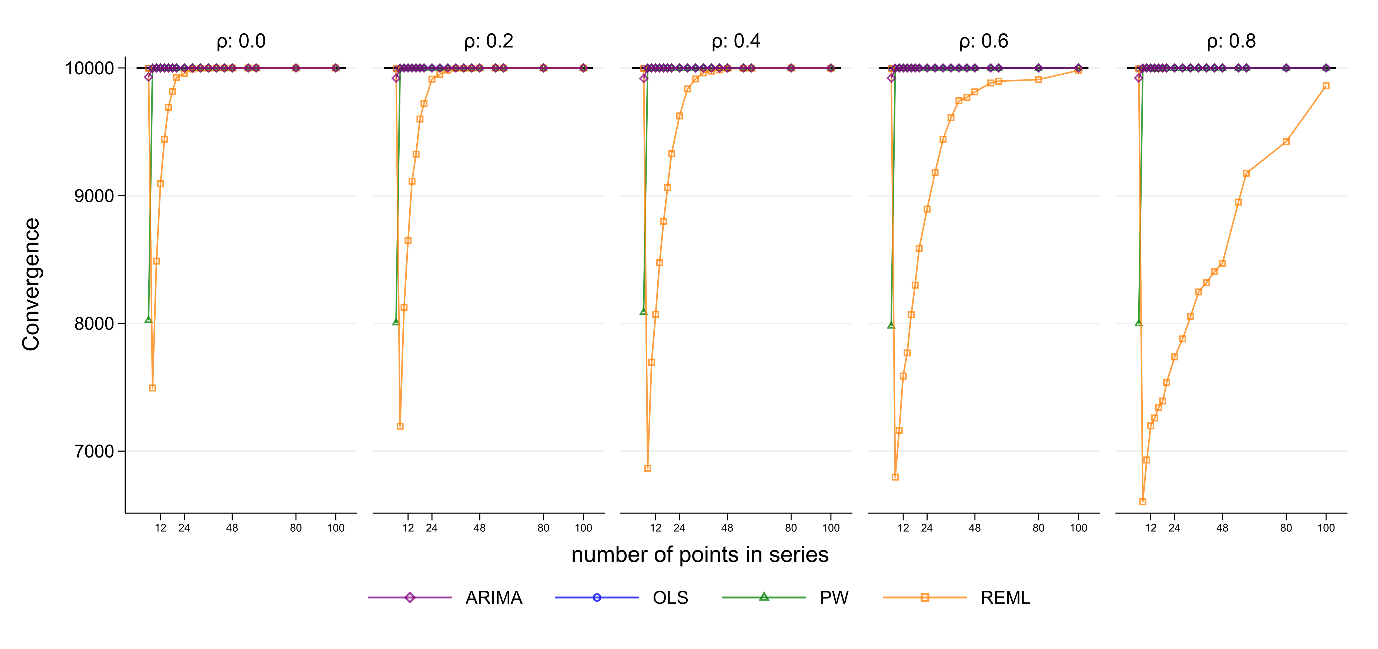 ρ: 0.0 ρ: 0.2 ρ: 0.4 ρ: 0.6 ρ: 0.8
10000
9000
8000
7000
Convergence
12 24 48 80 100 12 24 48 80 100 12 24 48 80 100 12 24 48 80 100 12 24 48 80 100
number of points in series
ARIMA OLS PW REML